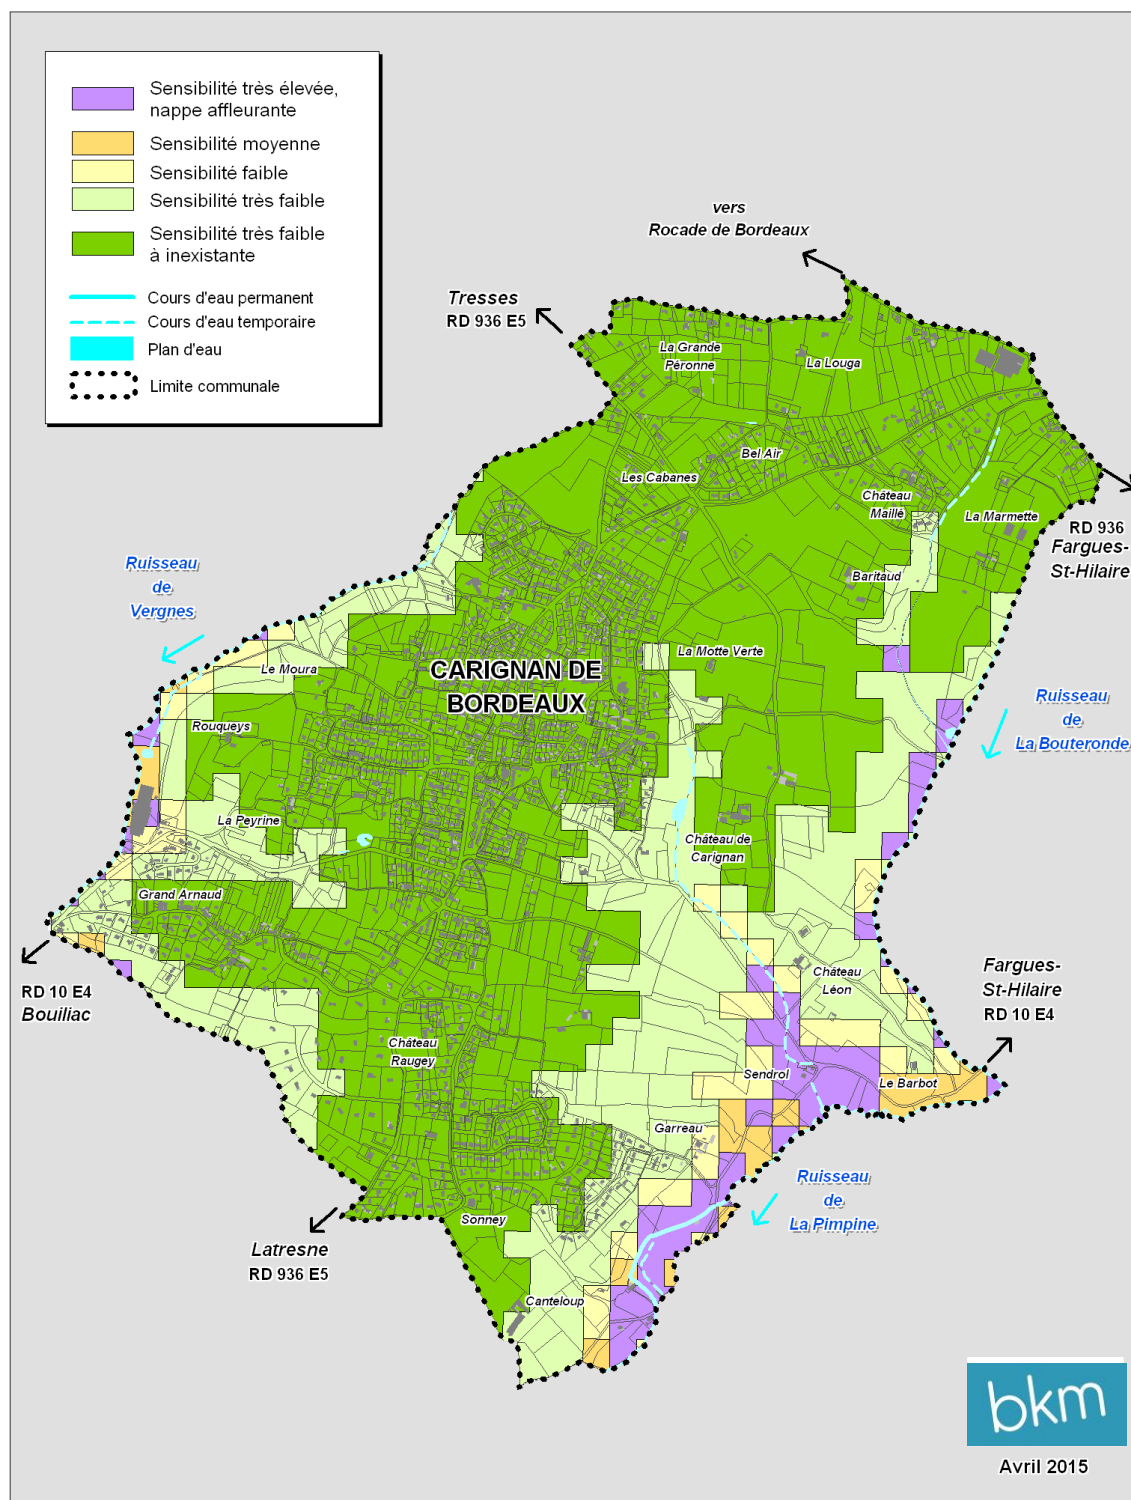 Sensibilité très élevée,
nappe affleurante
Sensibilité moyenne
Sensibilité faible
Sensibilité très faible
Sensibilité très faible
à inexistante
Cours d'eau permanent
Cours d'eau temporaire
Plan d'eau
Limite communale
vers
Rocade de Bordeaux
Tresses
RD 936 E5
La Grande
Péronne
La Louga
Bel Air
Les Cabanes
Château
Maillé
La Marmette
RD 936
Fargues-
St-Hilaire
Baritaud
Ruisseau
de
Vergnes
Le Moura
CARIGNAN DE
BORDEAUX
La Motte Verte
Rouqueys
Ruisseau
de
La Bouteronde
La Peyrine
Château de
Carignan
Grand Arnaud
RD 10 E4
Bouiliac
Château
Léon
Fargues-
St-Hilaire
RD 10 E4
Château
Raugey
Sendrol
Le Barbot
Garreau
Ruisseau
de
La Pimpine
Sonney
Latresne
RD 936 E5
Canteloup
bkm
Avril 2015